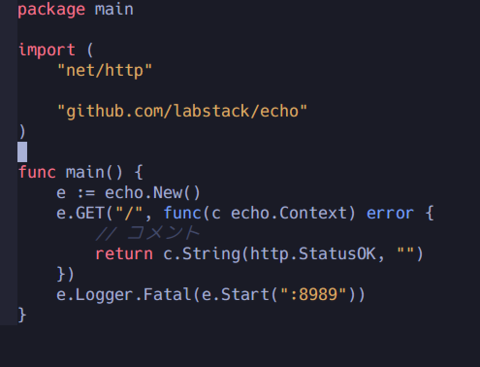 package main
import (
"net/http"
"github.com/labstack/echo"
)
func main() {
e := echo.New()
e.GET("/", func(c echo.Context) error {
// コメント
return c.String(http.StatusOK, "")
})
e.Logger.Fatal(e.Start(":8989"))
}